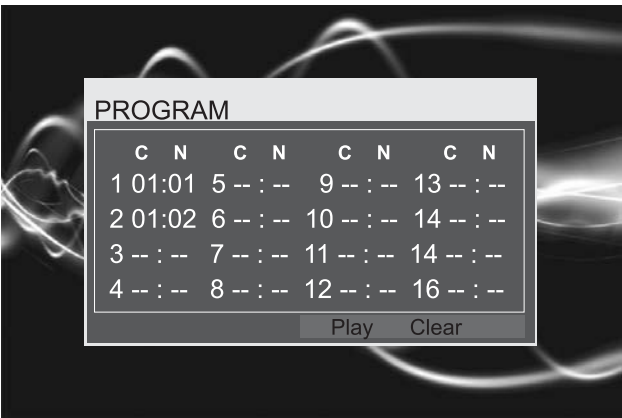 PROGRAM
C N C N C N C N
1 01:01 5 -- : -- 9 -- : -- 13 -- : --
2 01:02 6 -- : -- 10 -- : -- 14 -- : --
3 -- : -- 7 -- : -- 11 -- : -- 14 -- : --
4 -- : -- 8 -- : -- 12 -- : -- 16 -- : --
Play Clear